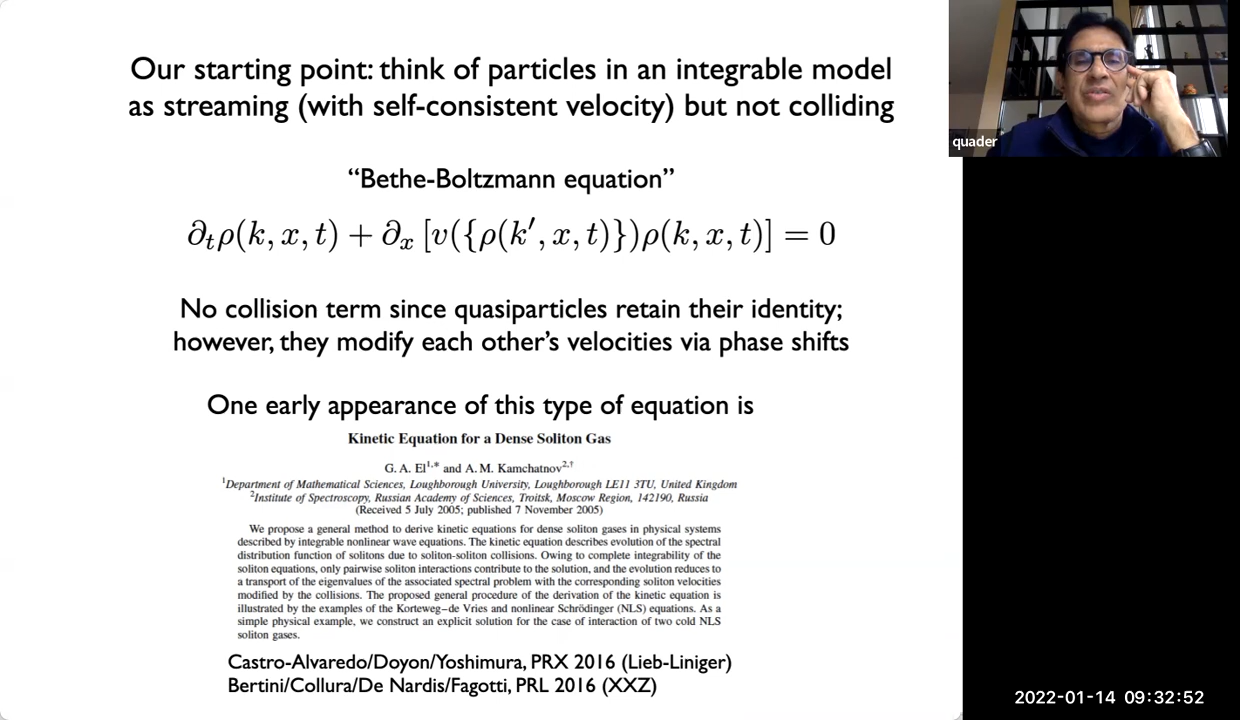 Our starting point: think of particles in an integrable model
as streaming (with self-consistent velocity) but not colliding
quader
“Bethe-Boltzmann equation”
∂ₜρ(k, x, t) + ∂ₓ [v({ρ(k′, x, t)})ρ(k, x, t)] = 0
No collision term since quasiparticles retain their identity;
however, they modify each other’s velocities via phase shifts
One early appearance of this type of equation is
Kinetic Equation for a Dense Soliton Gas
G. A. El¹,* and A. M. Kamchatnov²,†
¹Department of Mathematical Sciences, Loughborough University, Loughborough LE11 3TU, United Kingdom
²Institute of Spectroscopy, Russian Academy of Sciences, Troitsk, Moscow Region, 142190, Russia
(Received 5 July 2005; published 7 November 2005)
We propose a general method to derive kinetic equations for dense soliton gases in physical systems
described by integrable nonlinear wave equations. The kinetic equation describes evolution of the spectral
distribution function of solitons due to soliton-soliton collisions. Owing to complete integrability of the
soliton equations, only pairwise soliton interactions contribute to the solution, and the evolution reduces to
a transport of the eigenvalues of the associated spectral problem with the corresponding soliton velocities
modified by the collisions. The proposed general procedure of the derivation of the kinetic equation is
illustrated by the examples of the Korteweg–de Vries and nonlinear Schrödinger (NLS) equations. As a
simple physical example, we construct an explicit solution for the case of interaction of two cold NLS
soliton gases.
Castro-Alvaredo/Doyon/Yoshimura, PRX 2016 (Lieb-Liniger)
Bertini/Collura/De Nardis/Fagotti, PRL 2016 (XXZ)
2022-01-14 09:32:52